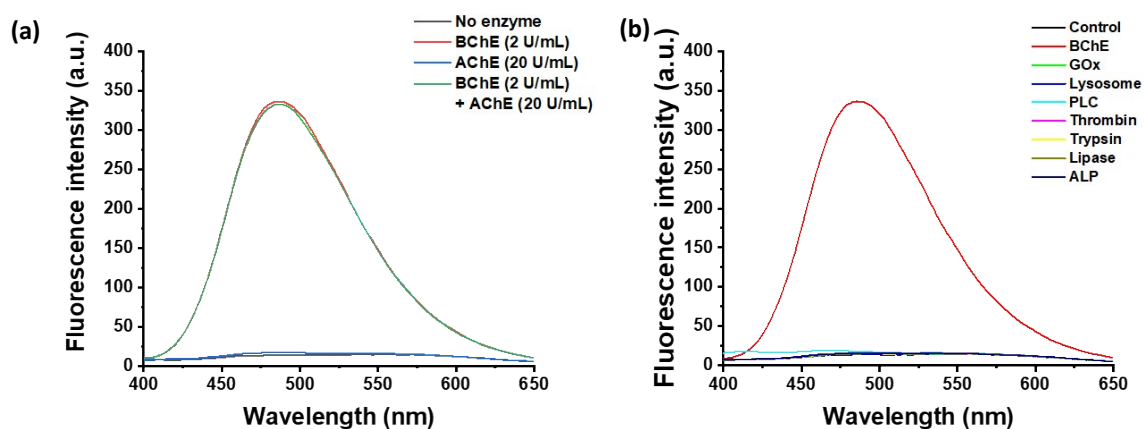 (a)
No enzyme
BChE (2 U/mL)
AChE (20 U/mL)
BChE (2 U/mL)
+ AChE (20 U/mL)
Fluorescence intensity (a.u.)
400
350
300
250
200
150
100
50
0
400 450 500 550 600 650
Wavelength (nm)
(b)
Control
BChE
GOx
Lysosome
PLC
Thrombin
Trypsin
Lipase
ALP
Fluorescence intensity (a.u.)
400
350
300
250
200
150
100
50
0
400 450 500 550 600 650
Wavelength (nm)